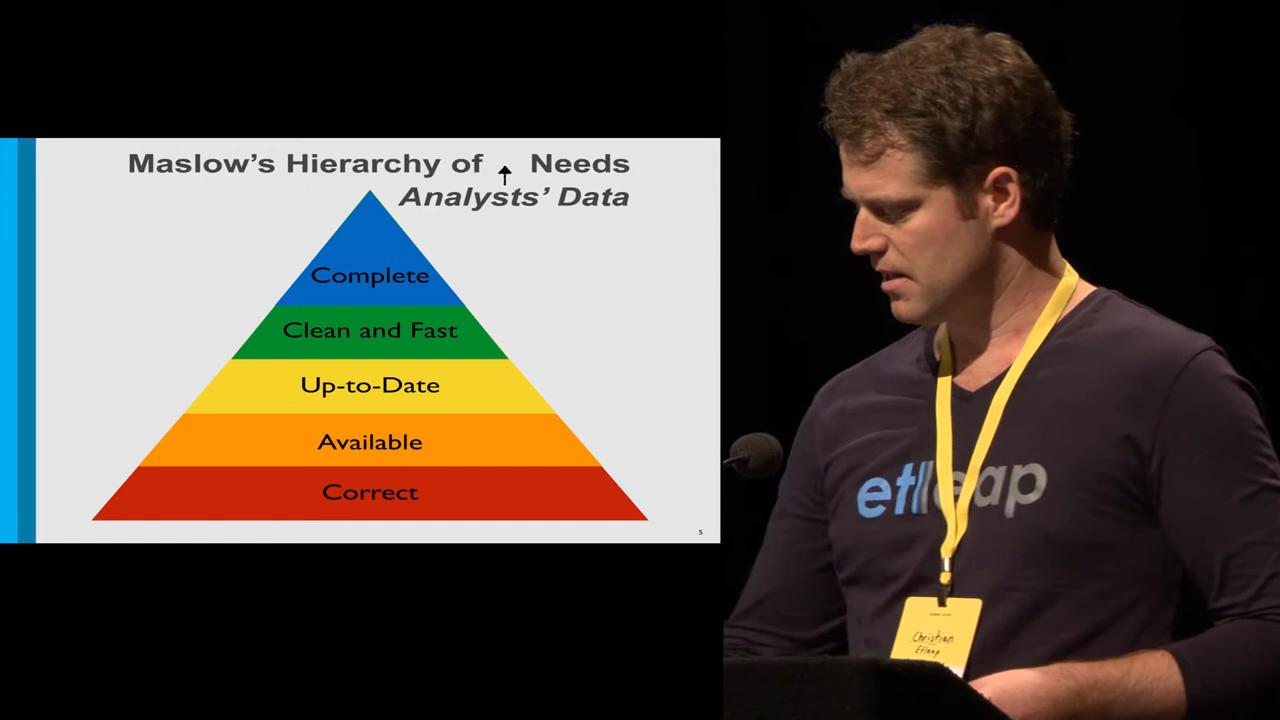 Maslow's Hierarchy of ↑ Needs
Analysts' Data
Complete
Clean and Fast
Up-to-Date
Available
Correct
5
etleap
Christian
Etleap